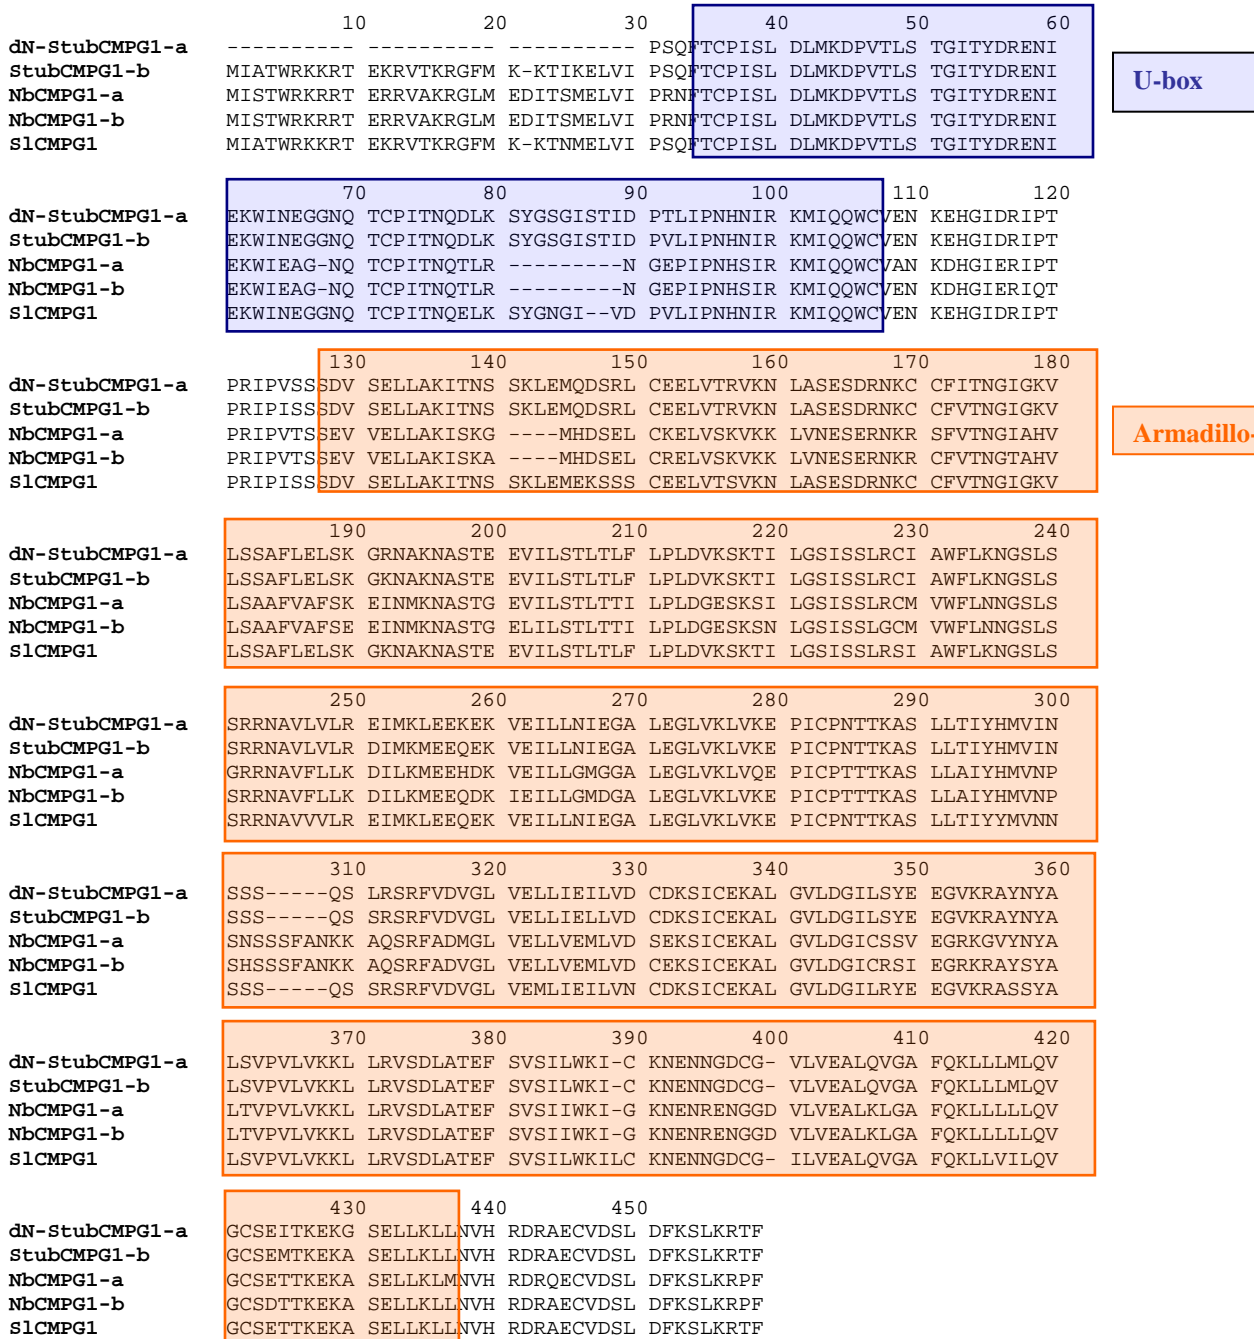 10 20 30 40 50 60
dN-StubCMPG1-a ---------- ---------- ---------- PSQFTCPISL DLMKDPVTLS TGITYDRENI
StubCMPG1-b MIATWRKKRT EKRVTKRGFM K-KTIKELVI PSQFTCPISL DLMKDPVTLS TGITYDRENI
NbCMPG1-a MISTWRKRRT ERRVAKRGLM EDITSMELVI PRNFTCPISL DLMKDPVTLS TGITYDRENI
NbCMPG1-b MISTWRKRRT ERRVAKRGLM EDITSMELVI PRNFTCPISL DLMKDPVTLS TGITYDRENI
SlCMPG1 MIATWRKKRT EKRVTKRGFM K-KTNMELVI PSQFTCPISL DLMKDPVTLS TGITYDRENI
U-box
70 80 90 100 110 120
dN-StubCMPG1-a EKWINEGGNQ TCPITNQDLK SYGSGISTID PTLIPNHNIR KMIQQWCVEN KEHGIDRIPT
StubCMPG1-b EKWINEGGNQ TCPITNQDLK SYGSGISTID PVLIPNHNIR KMIQQWCVEN KEHGIDRIPT
NbCMPG1-a EKWIEAG-NQ TCPITNQTLR ---------N GEPIPNHSIR KMIQQWCVAN KDHGIERIPT
NbCMPG1-b EKWIEAG-NQ TCPITNQTLR ---------N GEPIPNHSIR KMIQQWCVEN KDHGIERIQT
SlCMPG1 EKWINEGGNQ TCPITNQELK SYGNGI--VD PVLIPNHNIR KMIQQWCVEN KEHGIDRIPT
130 140 150 160 170 180
dN-StubCMPG1-a PRIPVSSSDV SELLAKITNS SKLEMQDSRL CEELVTRVKN LASESDRNKC CFITNGIGKV
StubCMPG1-b PRIPISSSDV SELLAKITNS SKLEMQDSRL CEELVTRVKN LASESDRNKC CFVTNGIGKV
NbCMPG1-a PRIPVTSSEV VELLAKISKG ----MHDSEL CKELVSKVKK LVNESERNKR SFVTNGIAHV
NbCMPG1-b PRIPVTSSEV VELLAKISKA ----MHDSEL CRELVSKVKK LVNESERNKR CFVTNGTAHV
SlCMPG1 PRIPISSSDV SELLAKITNS SKLEMEKSSS CEELVTSVKN LASESDRNKC CFVTNGIGKV
Armadillo-
190 200 210 220 230 240
dN-StubCMPG1-a LSSAFLELSK GRNAKNASTE EVILSTLTLF LPLDVKSKTI LGSISSLRCI AWFLKNGSLS
StubCMPG1-b LSSAFLELSK GKNAKNASTE EVILSTLTLF LPLDVKSKTI LGSISSLRCI AWFLKNGSLS
NbCMPG1-a LSAAFVAFSK EINMKNASTG EVILSTLTTI LPLDGESKSI LGSISSLRCM VWFLNNGSLS
NbCMPG1-b LSAAFVAFSE EINMKNASTG ELILSTLTTI LPLDGESKSN LGSISSLGCM VWFLNNGSLS
SlCMPG1 LSSAFLELSK GKNAKNASTE EVILSTLTLF LPLDVKSKTI LGSISSLRSI AWFLKNGSLS
250 260 270 280 290 300
dN-StubCMPG1-a SRRNAVLVLR EIMKLEEKEK VEILLNIEGA LEGLVKLVKE PICPNTTKAS LLTIYHMVIN
StubCMPG1-b SRRNAVLVLR DIMKMEEQEK VEILLNIEGA LEGLVKLVKE PICPNTTKAS LLTIYHMVIN
NbCMPG1-a GRRNAVFLLK DILKMEEHDK VEILLGMGGA LEGLVKLVQE PICPTTTKAS LLAIYHMVNP
NbCMPG1-b SRRNAVFLLK DILKMEEQDK IEILLGMDGA LEGLVKLVKE PICPTTTKAS LLAIYHMVNP
SlCMPG1 SRRNAVVVLR EIMKLEEQEK VEILLNIEGA LEGLVKLVKE PICPNTTKAS LLTIYYMVNN
310 320 330 340 350 360
dN-StubCMPG1-a SSS-----QS LRSRFVDVGL VELLIEILVD CDKSICEKAL GVLDGILSYE EGVKRAYNYA
StubCMPG1-b SSS-----QS SRSRFVDVGL VELLIELLVD CDKSICEKAL GVLDGILSYE EGVKRAYNYA
NbCMPG1-a SNSSSFANKK AQSRFADMGL VELLVEMLVD SEKSICEKAL GVLDGICSSV EGRKGVYNYA
NbCMPG1-b SHSSSFANKK AQSRFADVGL VELLVEMLVD CEKSICEKAL GVLDGICRSI EGRKRAYSYA
SlCMPG1 SSS-----QS SRSRFVDVGL VEMLIEILVN CDKSICEKAL GVLDGILRYE EGVKRASSYA
370 380 390 400 410 420
dN-StubCMPG1-a LSVPVLVKKL LRVSDLATEF SVSILWKI-C KNENNGDCG- VLVEALQVGA FQKLLLMLQV
StubCMPG1-b LSVPVLVKKL LRVSDLATEF SVSILWKI-C KNENNGDCG- VLVEALQVGA FQKLLLMLQV
NbCMPG1-a LTVPVLVKKL LRVSDLATEF SVSIIWKI-G KNENRENGGD VLVEALKLGA FQKLLLLLQV
NbCMPG1-b LTVPVLVKKL LRVSDLATEF SVSIIWKI-G KNENRENGGD VLVEALKLGA FQKLLLLLQV
SlCMPG1 LSVPVLVKKL LRVSDLATEF SVSILWKILC KNENNGDCG- ILVEALQVGA FQKLLVILQV
430 440 450
dN-StubCMPG1-a GCSEITKEKG SELLKLLNVH RDRAECVDSL DFKSLKRTF
StubCMPG1-b GCSEMTKEKA SELLKLLNVH RDRAECVDSL DFKSLKRTF
NbCMPG1-a GCSETTKEKA SELLKLMNVH RDRQECVDSL DFKSLKRPF
NbCMPG1-b GCSDTTKEKA SELLKLLNVH RDRAECVDSL DFKSLKRPF
SlCMPG1 GCSETTKEKA SELLKLLNVH RDRAECVDSL DFKSLKRTF